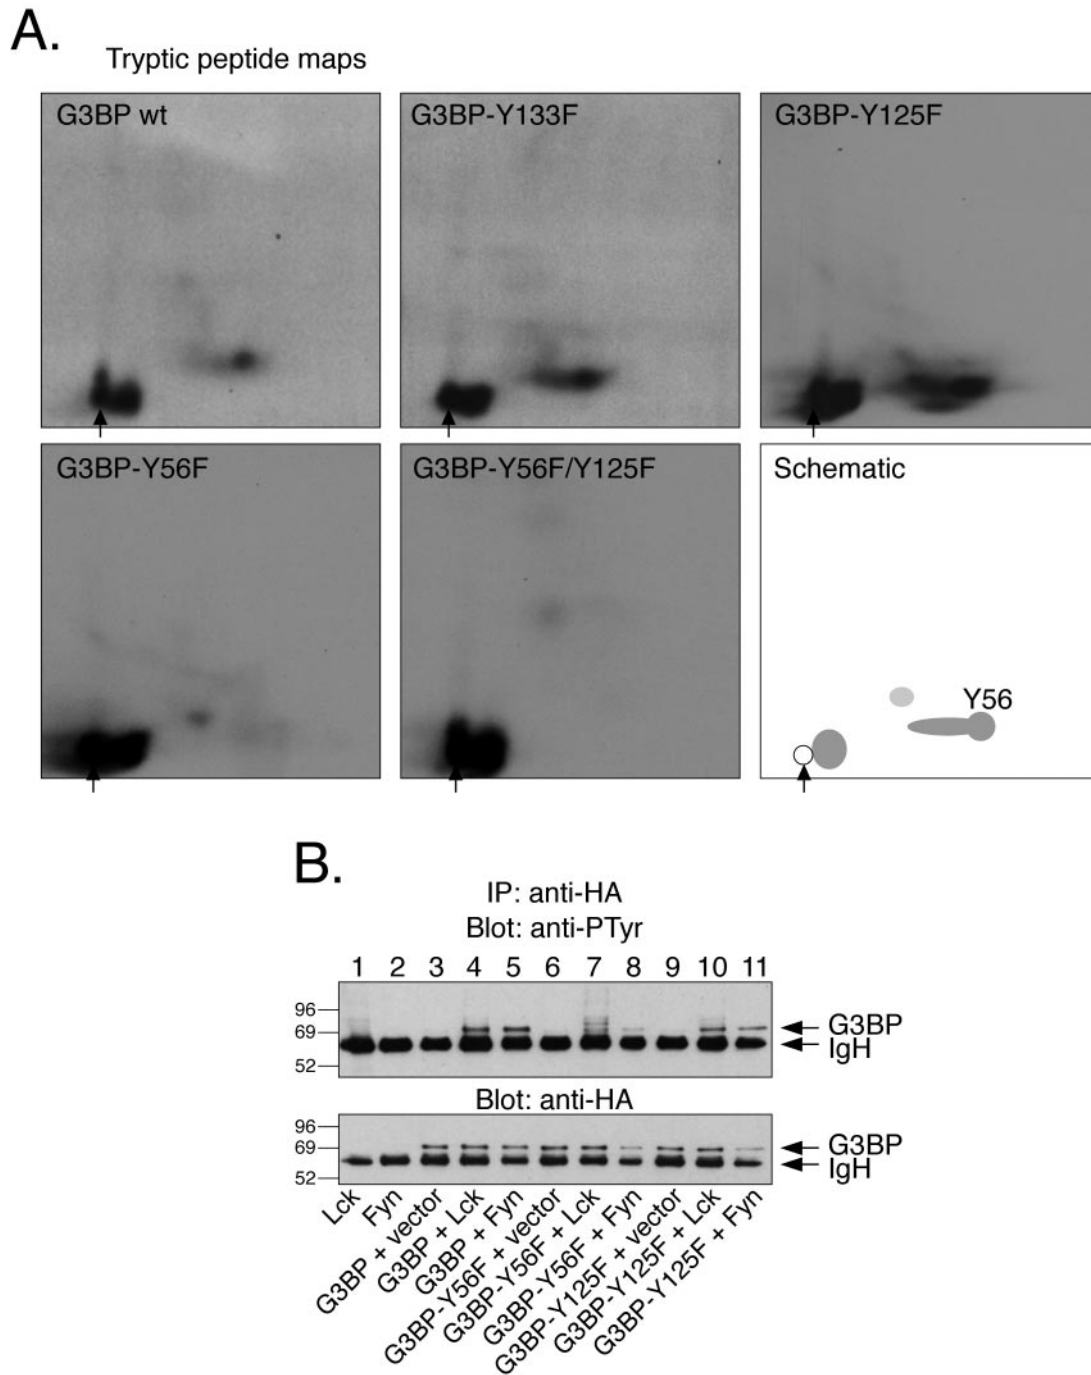 A.
Tryptic peptide maps
G3BP wt
G3BP-Y133F
G3BP-Y125F
G3BP-Y56F
G3BP-Y56F/Y125F
Schematic
Y56
B.
IP: anti-HA
Blot: anti-PTyr
1 2 3 4 5 6 7 8 9 10 11
96
69
52
G3BP
IgH
Blot: anti-HA
96
69
52
G3BP
IgH
Lck
Fyn
G3BP + vector
G3BP + Lck
G3BP + Fyn
G3BP-Y56F + vector
G3BP-Y56F + Lck
G3BP-Y56F + Fyn
G3BP-Y125F + vector
G3BP-Y125F + Lck
G3BP-Y125F + Fyn